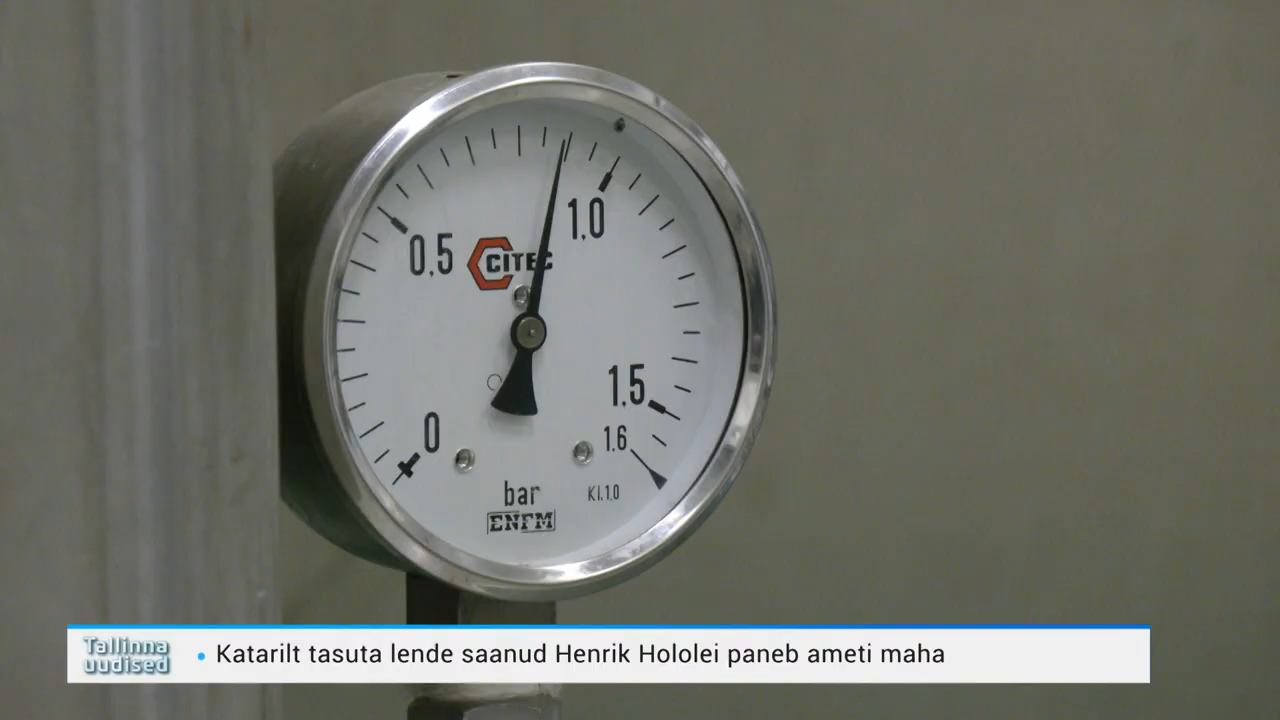 0,5
CITEC
1,0
1,5
0
1.6
bar
Kl.1,0
ENFM
Tallinna
uudised
• Katarilt tasuta lende saanud Henrik Hololei paneb ameti maha